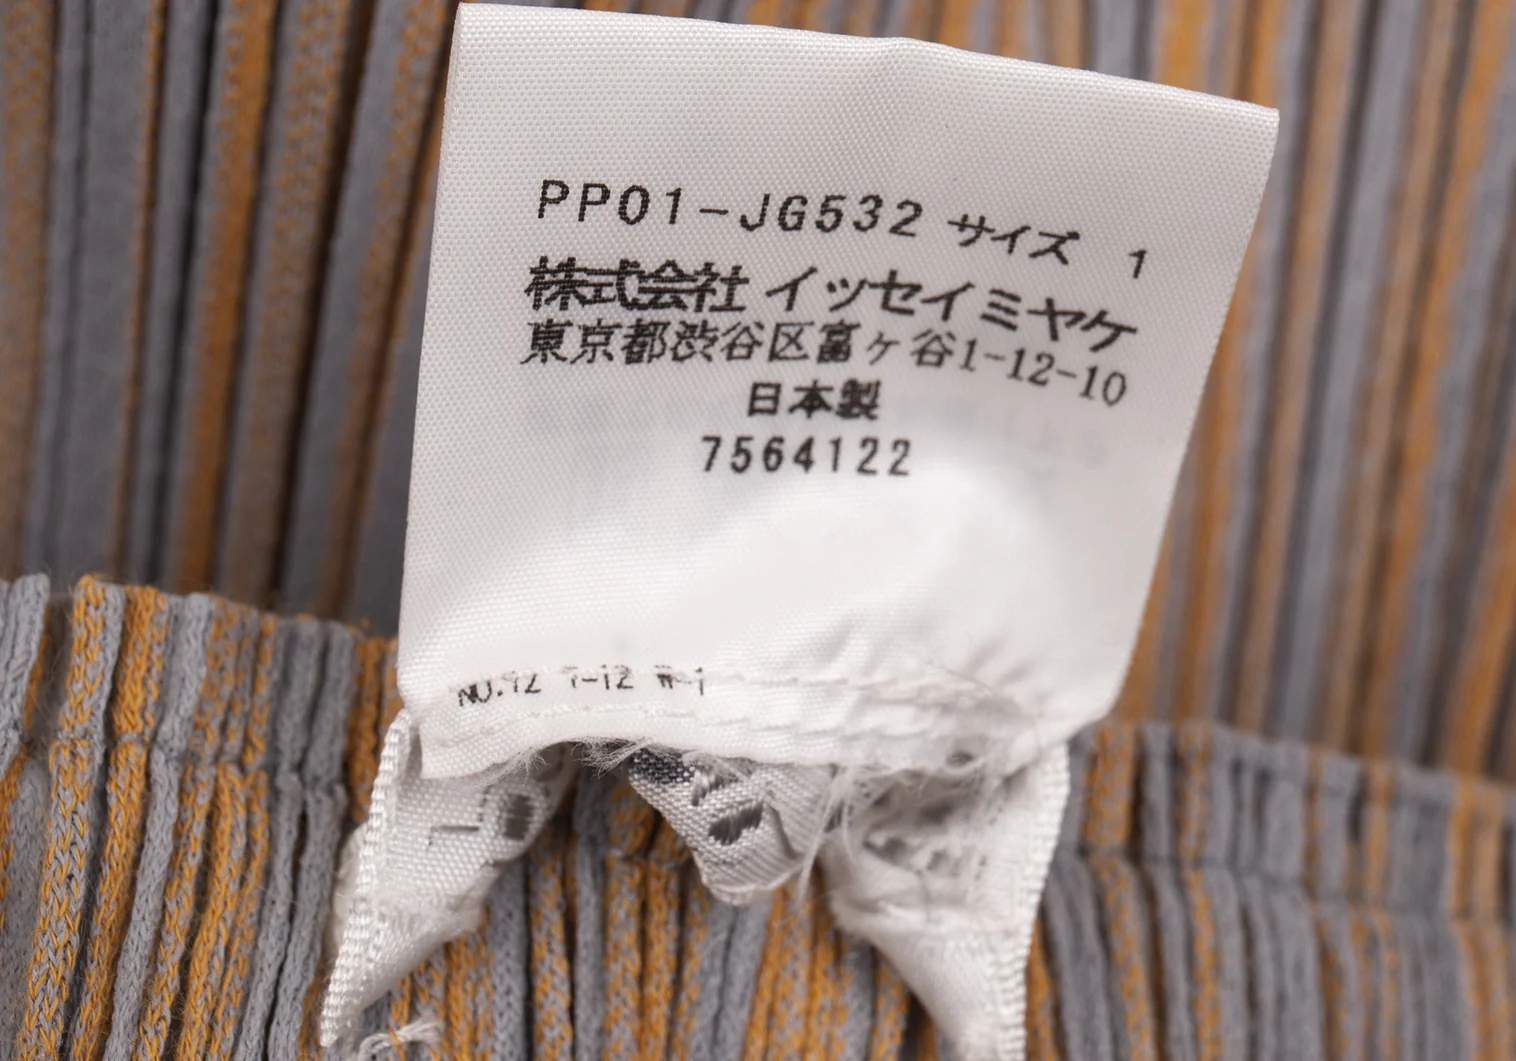 PP01-JG532 サイズ 1
株式会社 イッセイミヤケ
東京都渋谷区富ヶ谷1-12-10
日本製
7564122